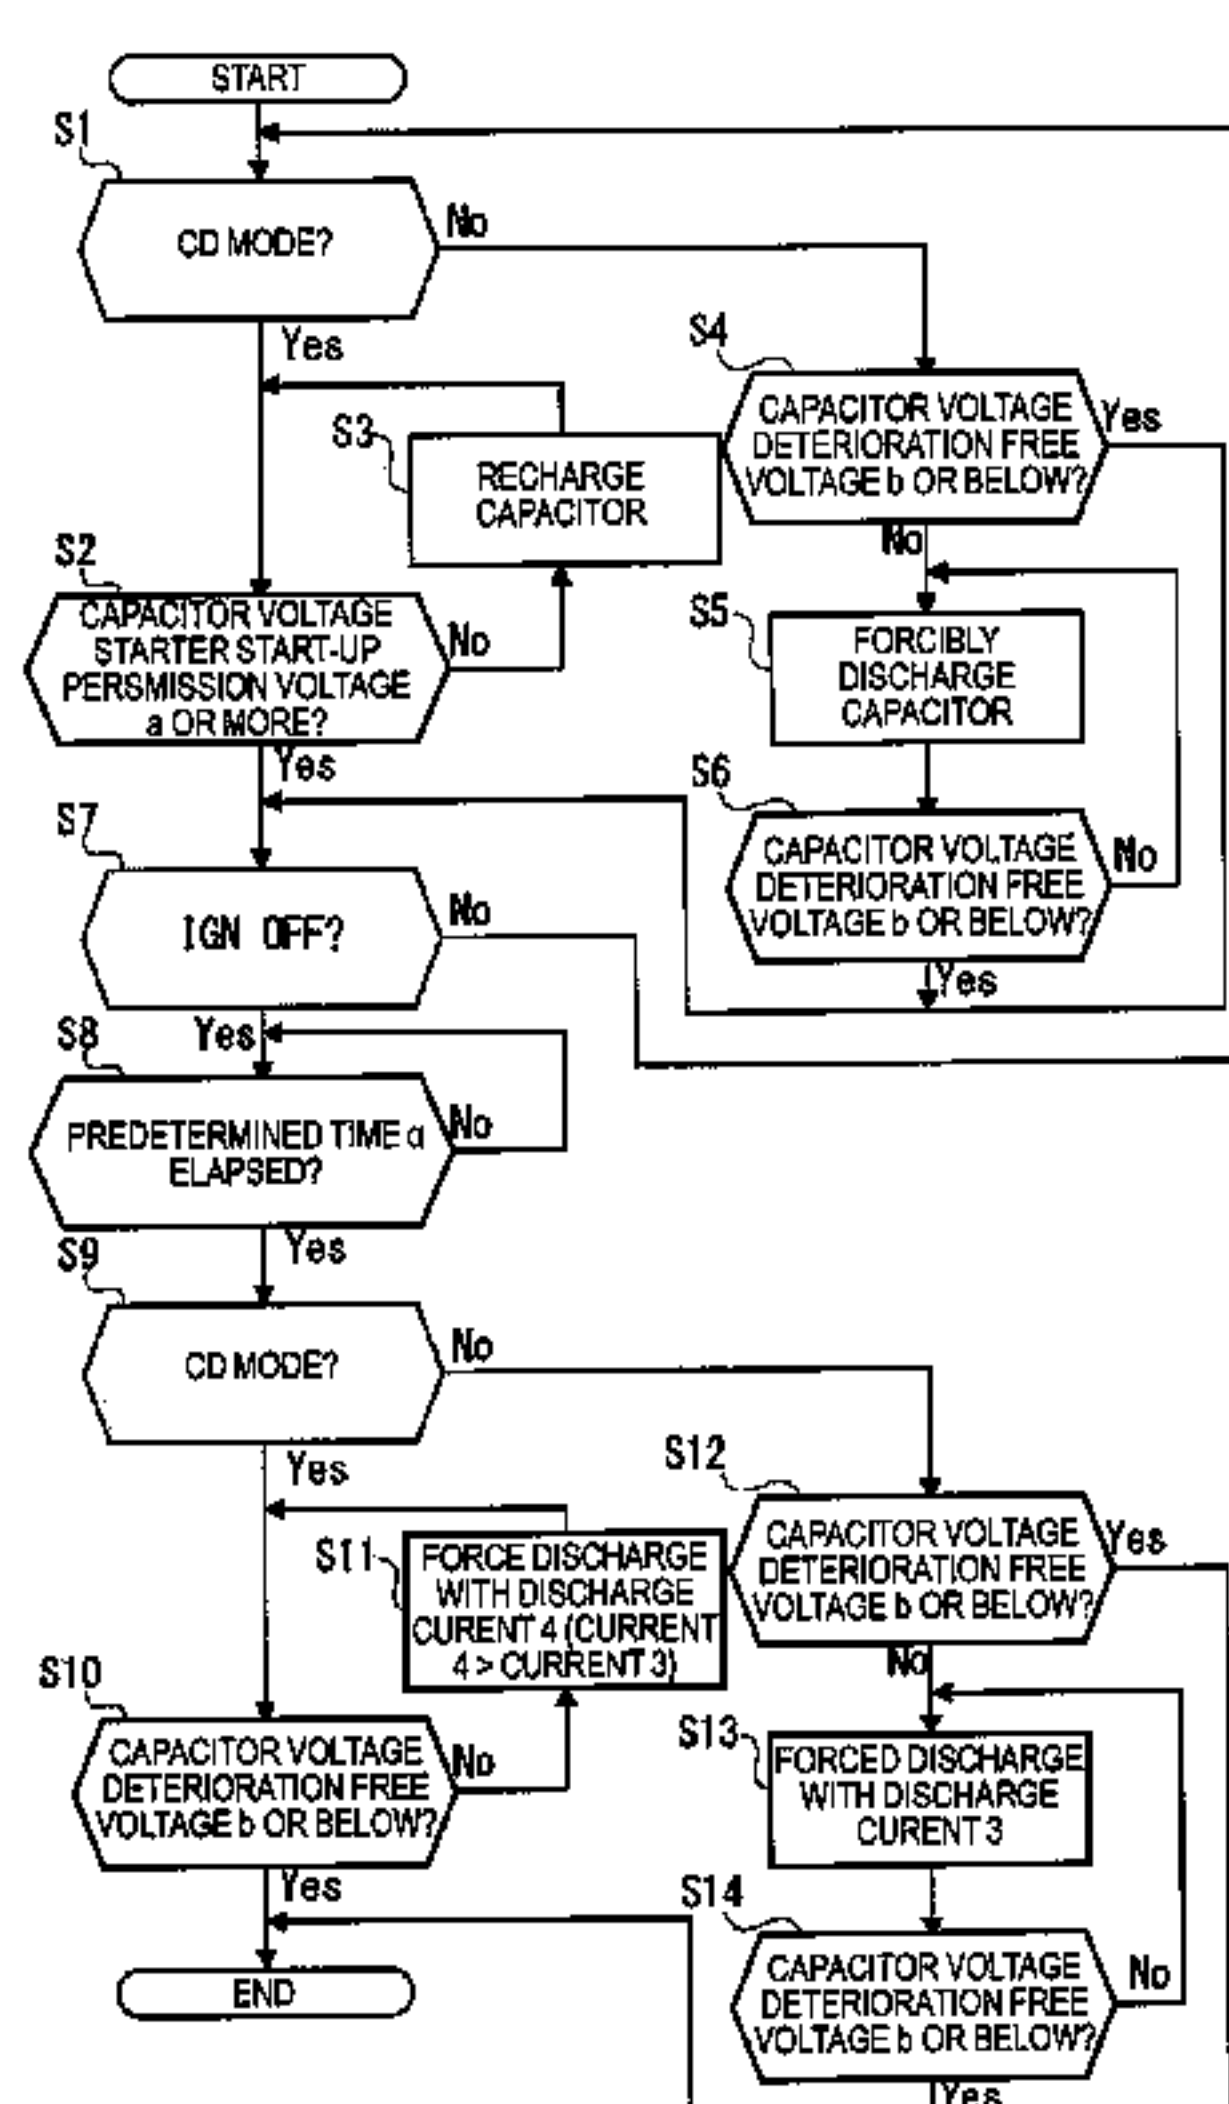 START
S1
CD MODE?
No
Yes
S4
CAPACITOR VOLTAGE
DETERIORATION FREE
VOLTAGE b OR BELOW?
Yes
No
S3
RECHARGE
CAPACITOR
S2
CAPACITOR VOLTAGE
STARTER START-UP
PERSMISSION VOLTAGE
a OR MORE?
No
Yes
S5
FORCIBLY
DISCHARGE
CAPACITOR
S6
CAPACITOR VOLTAGE
DETERIORATION FREE
VOLTAGE b OR BELOW?
No
Yes
S7
IGN OFF?
No
Yes
S8
PREDETERMINED TIME a
ELAPSED?
No
Yes
S9
CD MODE?
No
Yes
S12
CAPACITOR VOLTAGE
DETERIORATION FREE
VOLTAGE b OR BELOW?
Yes
No
S11
FORCE DISCHARGE
WITH DISCHARGE
CURENT 4 (CURRENT
4 > CURRENT 3)
S10
CAPACITOR VOLTAGE
DETERIORATION FREE
VOLTAGE b OR BELOW?
No
Yes
S13
FORCED DISCHARGE
WITH DISCHARGE
CURENT 3
S14
CAPACITOR VOLTAGE
DETERIORATION FREE
VOLTAGE b OR BELOW?
No
Yes
END